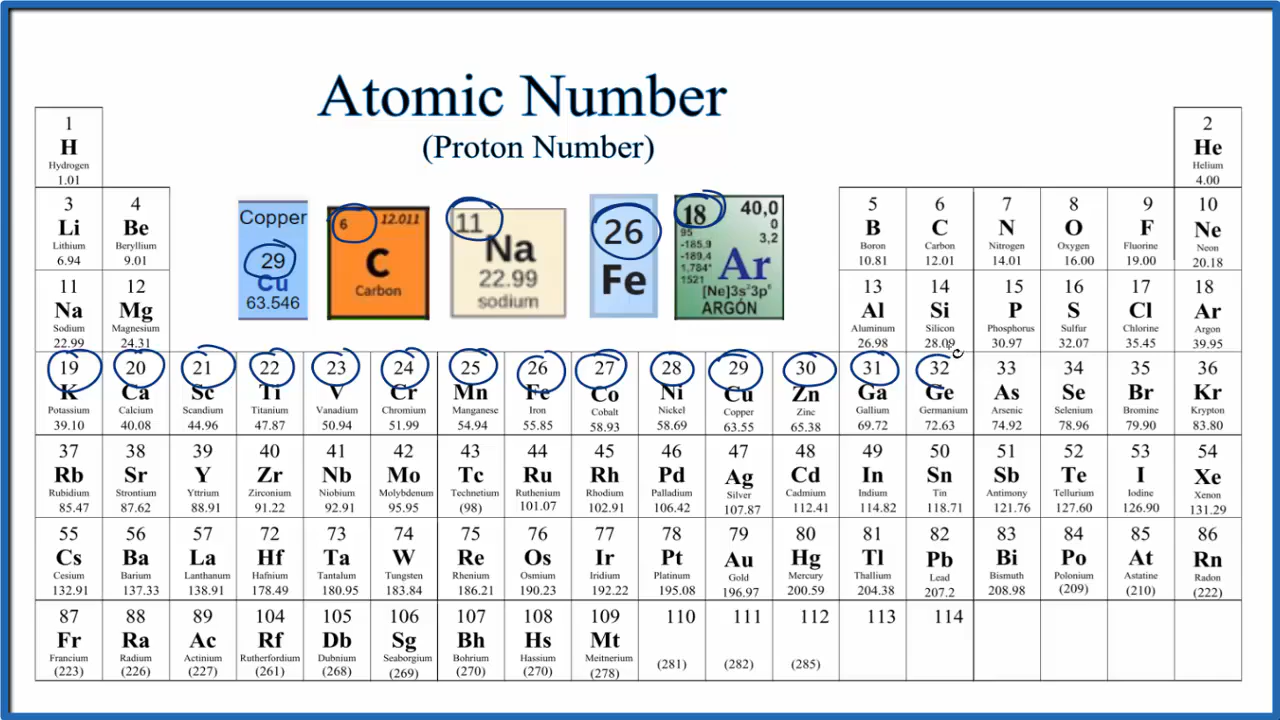 Atomic Number
(Proton Number)
1
H
Hydrogen
1.01
2
He
Helium
4.00
3
Li
Lithium
6.94
4
Be
Beryllium
9.01
Copper
29
Cu
63.546
6
12.011
C
Carbon
11
Na
22.99
sodium
26
Fe
18
40,0
0
3,2
95
-185,9
-189,4
1,784*
1521
Ar
[Ne]3s²3p⁶
ARGÓN
5
B
Boron
10.81
6
C
Carbon
12.01
7
N
Nitrogen
14.01
8
O
Oxygen
16.00
9
F
Fluorine
19.00
10
Ne
Neon
20.18
11
Na
Sodium
22.99
12
Mg
Magnesium
24.31
13
Al
Aluminum
26.98
14
Si
Silicon
28.09
15
P
Phosphorus
30.97
16
S
Sulfur
32.07
17
Cl
Chlorine
35.45
18
Ar
Argon
39.95
19
K
Potassium
39.10
20
Ca
Calcium
40.08
21
Sc
Scandium
44.96
22
Ti
Titanium
47.87
23
V
Vanadium
50.94
24
Cr
Chromium
51.99
25
Mn
Manganese
54.94
26
Fe
Iron
55.85
27
Co
Cobalt
58.93
28
Ni
Nickel
58.69
29
Cu
Copper
63.55
30
Zn
Zinc
65.38
31
Ga
Gallium
69.72
32
Ge
Germanium
72.63
33
As
Arsenic
74.92
34
Se
Selenium
78.96
35
Br
Bromine
79.90
36
Kr
Krypton
83.80
37
Rb
Rubidium
85.47
38
Sr
Strontium
87.62
39
Y
Yttrium
88.91
40
Zr
Zirconium
91.22
41
Nb
Niobium
92.91
42
Mo
Molybdenum
95.95
43
Tc
Technetium
(98)
44
Ru
Ruthenium
101.07
45
Rh
Rhodium
102.91
46
Pd
Palladium
106.42
47
Ag
Silver
107.87
48
Cd
Cadmium
112.41
49
In
Indium
114.82
50
Sn
Tin
118.71
51
Sb
Antimony
121.76
52
Te
Tellurium
127.60
53
I
Iodine
126.90
54
Xe
Xenon
131.29
55
Cs
Cesium
132.91
56
Ba
Barium
137.33
57
La
Lanthanum
138.91
72
Hf
Hafnium
178.49
73
Ta
Tantalum
180.95
74
W
Tungsten
183.84
75
Re
Rhenium
186.21
76
Os
Osmium
190.23
77
Ir
Iridium
192.22
78
Pt
Platinum
195.08
79
Au
Gold
196.97
80
Hg
Mercury
200.59
81
Tl
Thallium
204.38
82
Pb
Lead
207.2
83
Bi
Bismuth
208.98
84
Po
Polonium
(209)
85
At
Astatine
(210)
86
Rn
Radon
(222)
87
Fr
Francium
(223)
88
Ra
Radium
(226)
89
Ac
Actinium
(227)
104
Rf
Rutherfordium
(261)
105
Db
Dubnium
(268)
106
Sg
Seaborgium
(269)
107
Bh
Bohrium
(270)
108
Hs
Hassium
(270)
109
Mt
Meitnerium
(278)
110
(281)
111
(282)
112
(285)
113
114